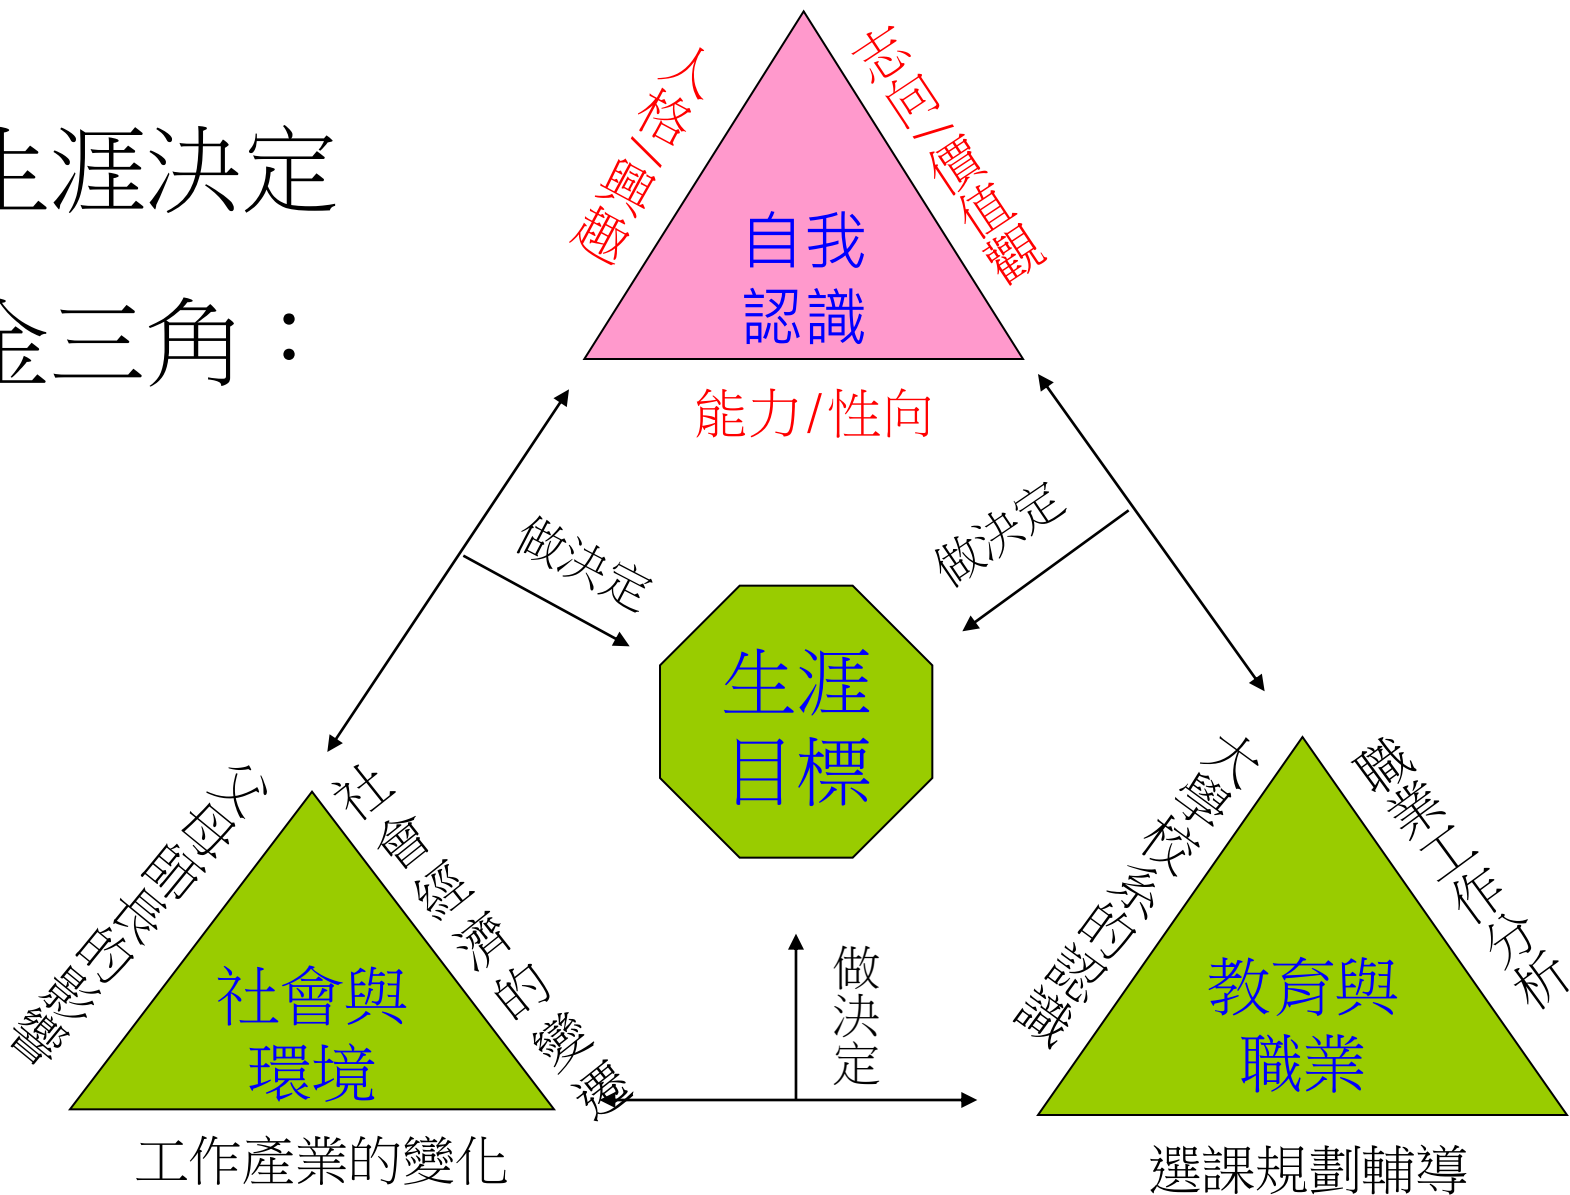 生涯決定
金三角：
人格/興趣
志向/價值觀
自我
認識
能力/性向
做決定
做決定
生涯
目標
父母師長的影響
社會經濟的變遷
社會與
環境
工作產業的變化
做決定
大學校系的認識
職業工作分析
教育與
職業
選課規劃輔導